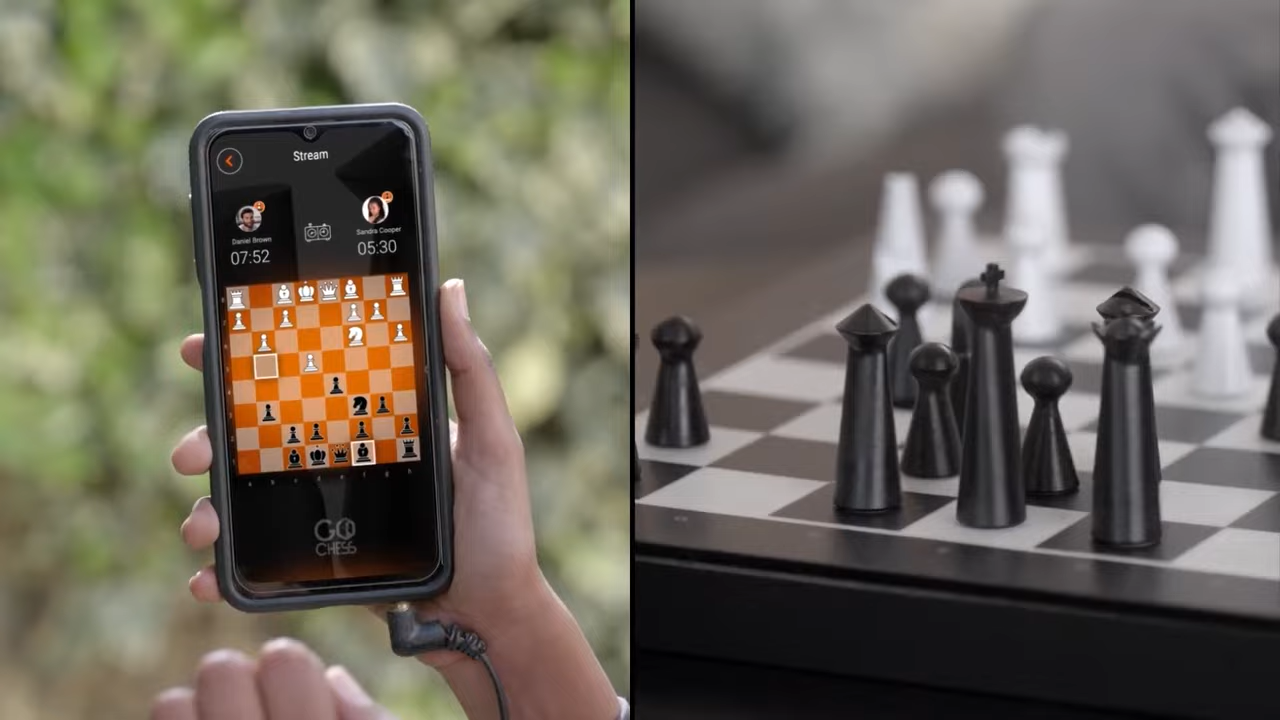 Stream
Daniel Brown
07:52
Sandra Cooper
05:30
GO
CHESS